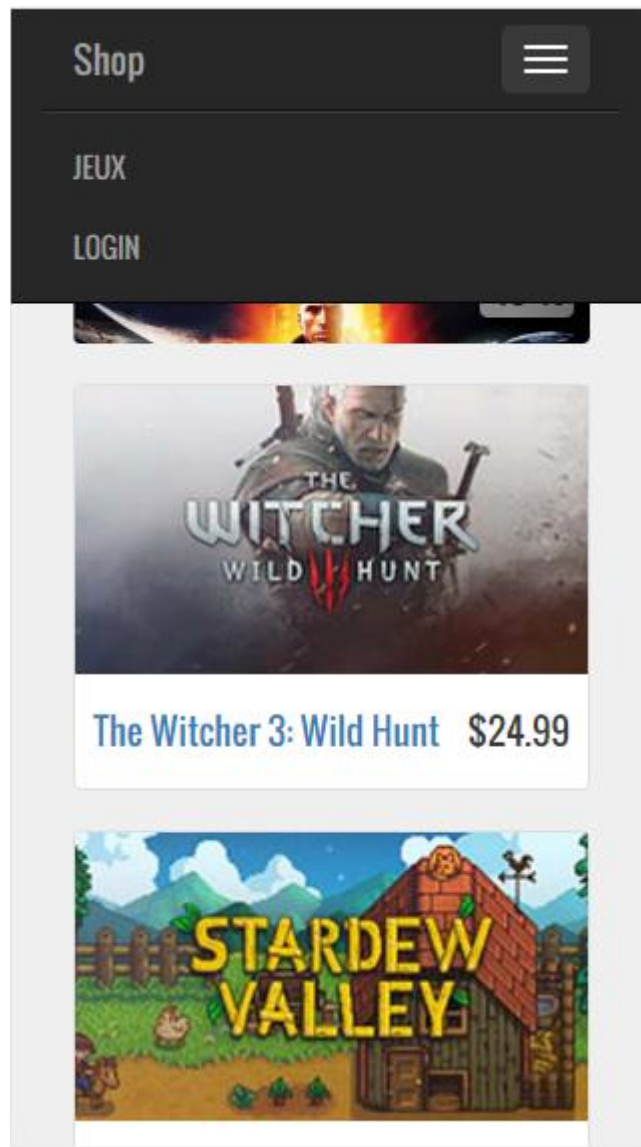 Shop
JEUX
LOGIN
THE
WITCHER
WILD HUNT
The Witcher 3: Wild Hunt $24.99
STARDEW
VALLEY